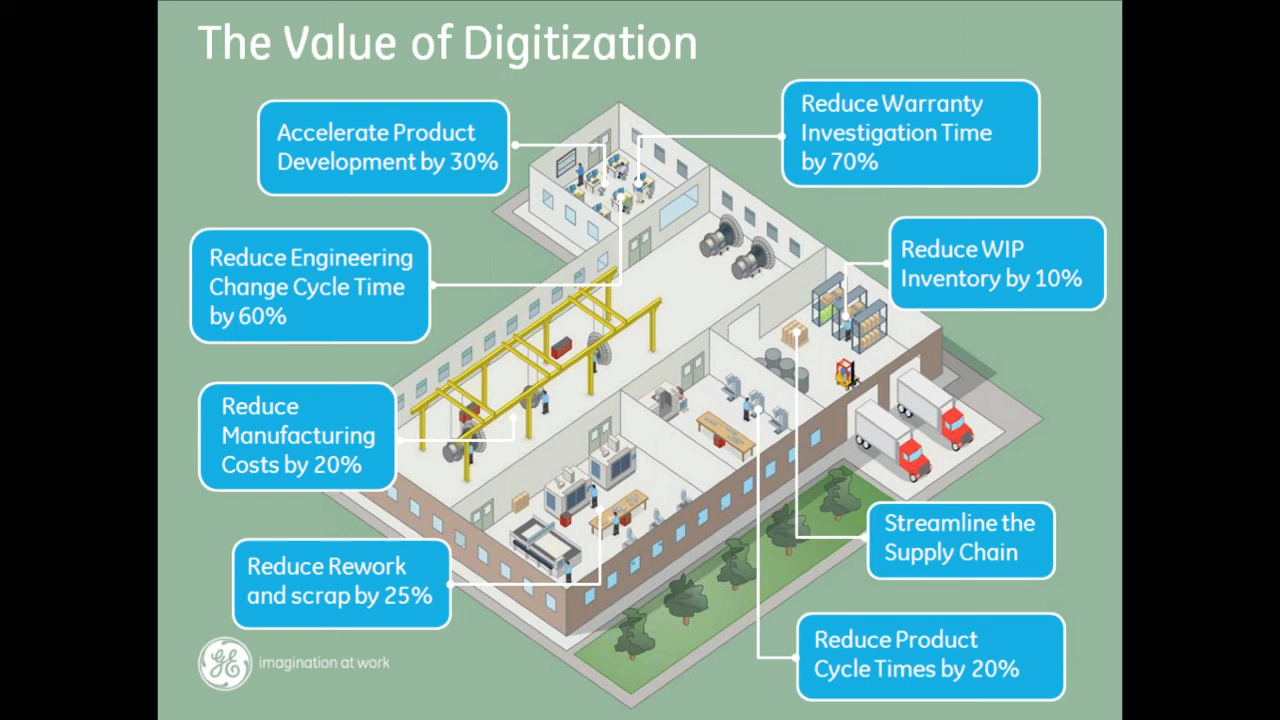 The Value of Digitization
Accelerate Product
Development by 30%
Reduce Warranty
Investigation Time
by 70%
Reduce Engineering
Change Cycle Time
by 60%
Reduce WIP
Inventory by 10%
Reduce
Manufacturing
Costs by 20%
Streamline the
Supply Chain
Reduce Rework
and scrap by 25%
Reduce Product
Cycle Times by 20%
GE
imagination at work